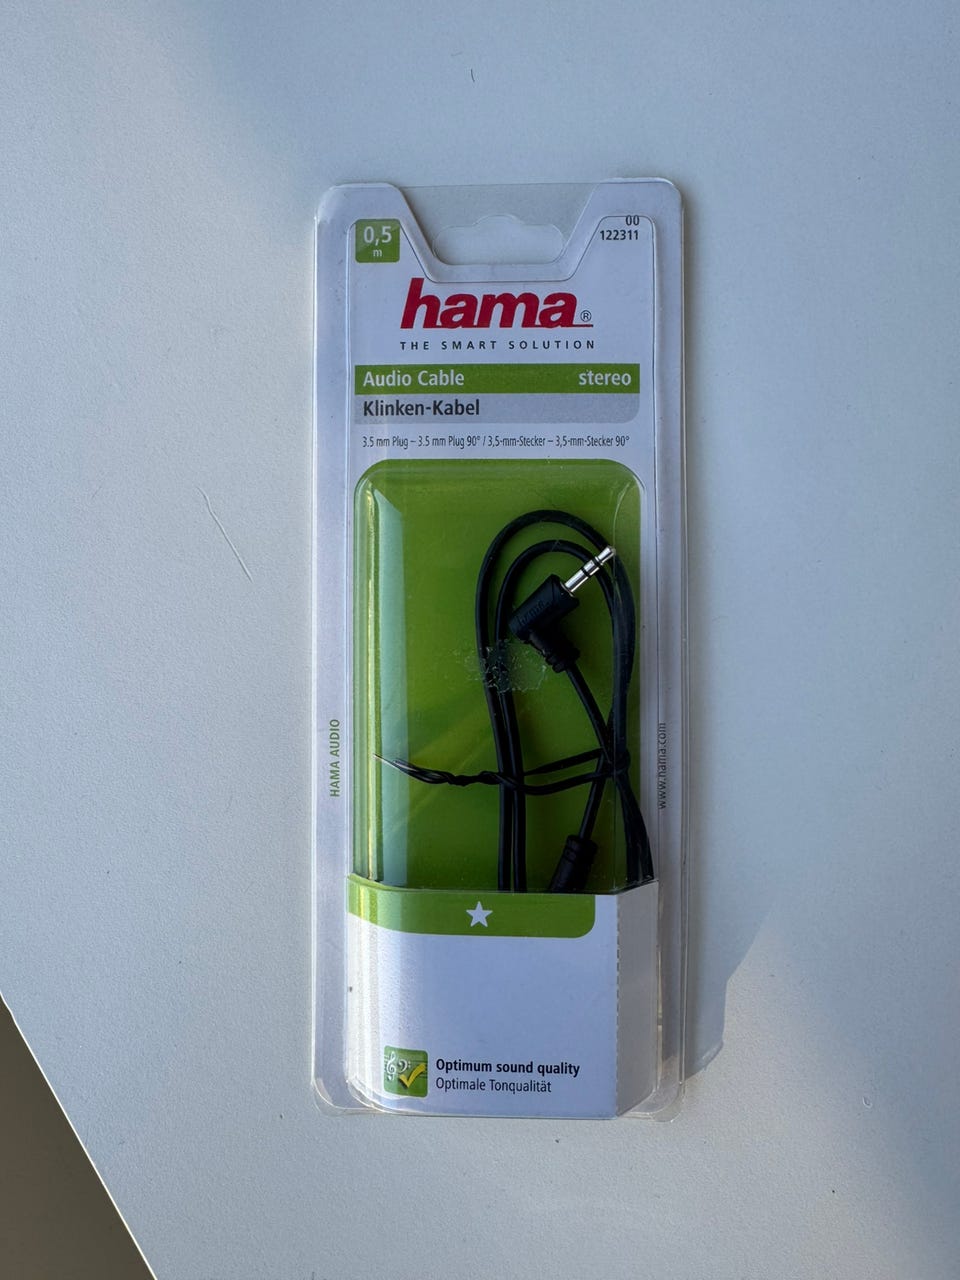 0,5
m
00
122311
hama®
THE SMART SOLUTION
Audio Cable stereo
Klinken-Kabel
3.5 mm Plug – 3.5 mm Plug 90° / 3,5-mm-Stecker – 3,5-mm-Stecker 90°
hama
HAMA AUDIO
www.hama.com
Optimum sound quality
Optimale Tonqualität